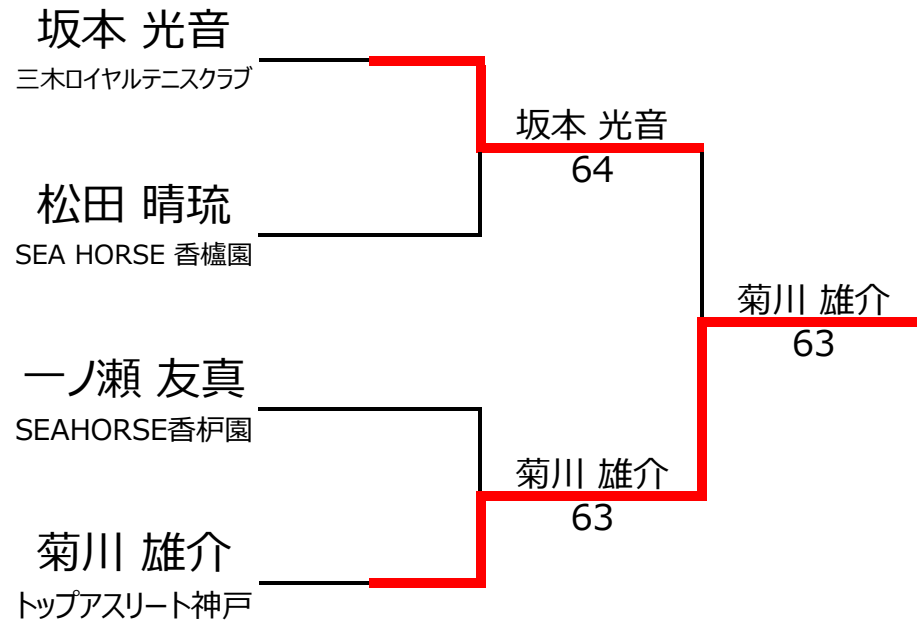 坂本 光音
三木ロイヤルテニスクラブ
坂本 光音
64
松田 晴琉
SEA HORSE 香櫨園
菊川 雄介
63
一ノ瀬 友真
SEAHORSE香枦園
菊川 雄介
63
菊川 雄介
トップアスリート神戸